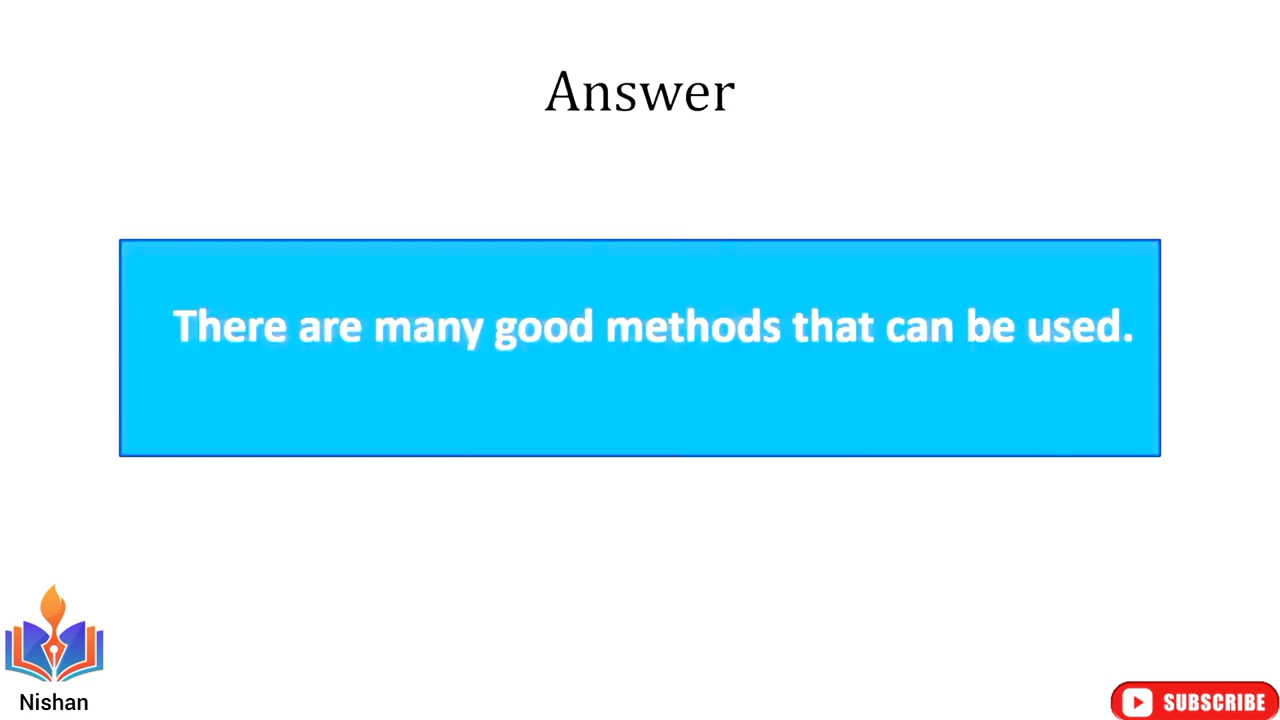 Answer
There are many good methods that can be used.
Nishan
SUBSCRIBE